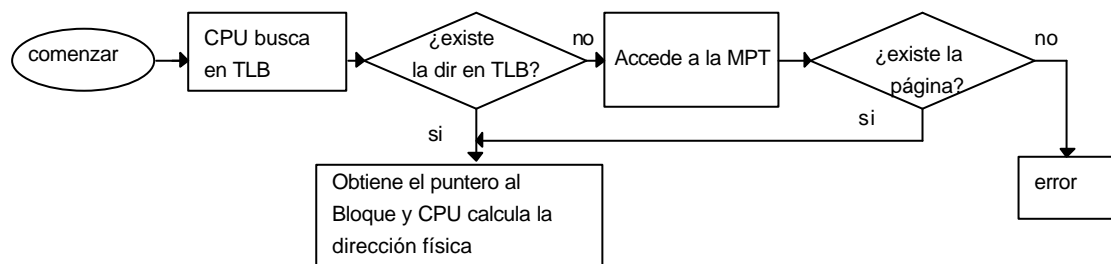 comenzar
CPU busca
en TLB
¿existe
la dir en TLB?
no
Accede a la MPT
¿existe la
página?
no
si
si
Obtiene el puntero al
Bloque y CPU calcula la
dirección física
error